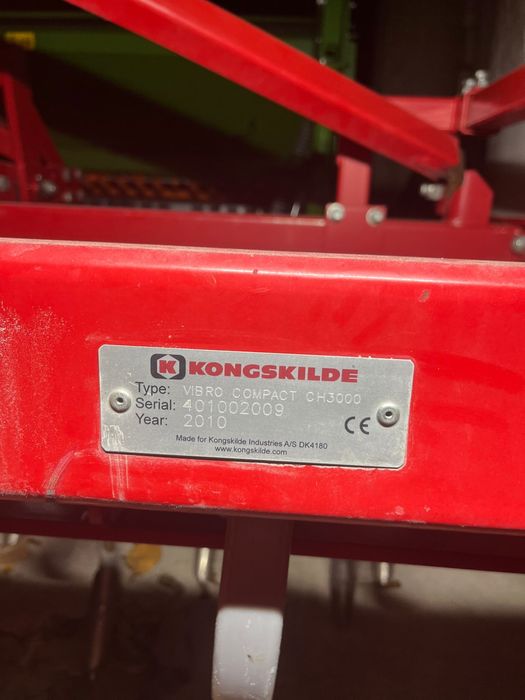 K KONGSKILDE
Type: VIBRO COMPACT CH3000
Serial: 401002009
Year: 2010
CE
Made for Kongskilde Industries A/S DK4180
www.kongskilde.com